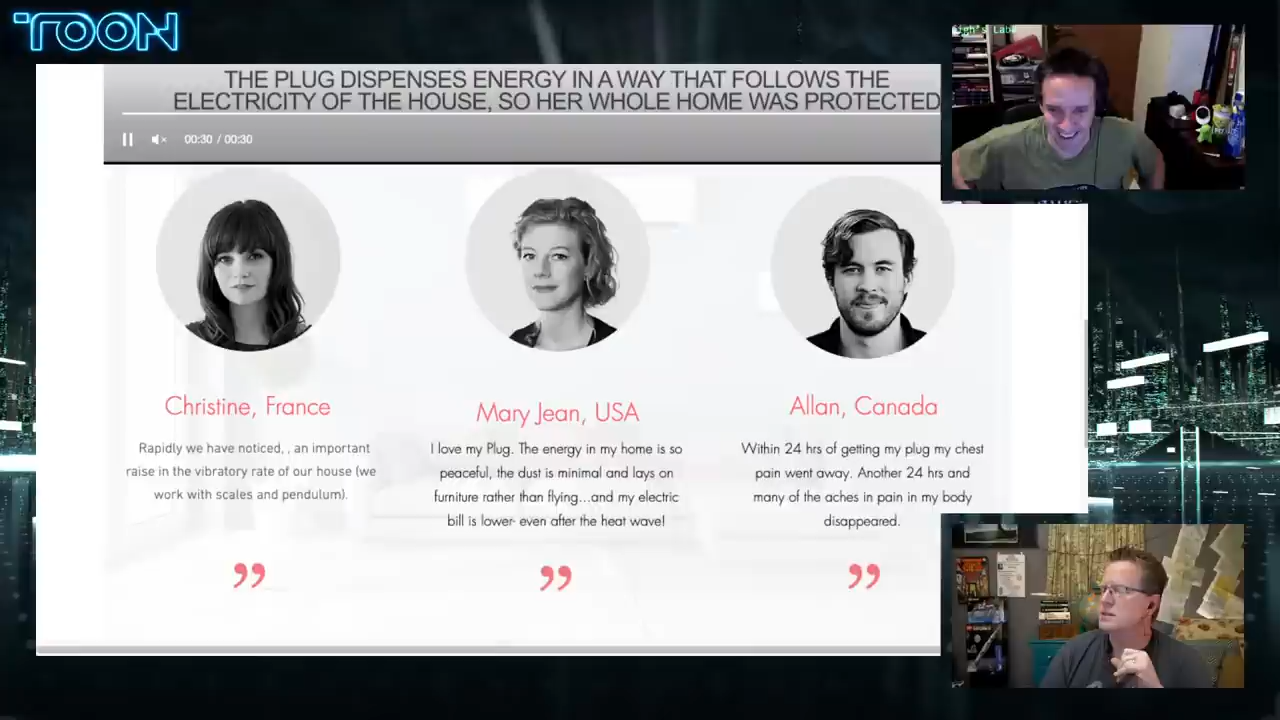 TOON
THE PLUG DISPENSES ENERGY IN A WAY THAT FOLLOWS THE
ELECTRICITY OF THE HOUSE, SO HER WHOLE HOME WAS PROTECTED
00:30 / 00:30
Christine, France
Rapidly we have noticed, , an important
raise in the vibratory rate of our house (we
work with scales and pendulum).
”
Mary Jean, USA
I love my Plug. The energy in my home is so
peaceful, the dust is minimal and lays on
furniture rather than flying...and my electric
bill is lower- even after the heat wave!
”
Allan, Canada
Within 24 hrs of getting my plug my chest
pain went away. Another 24 hrs and
many of the aches in pain in my body
disappeared.
”